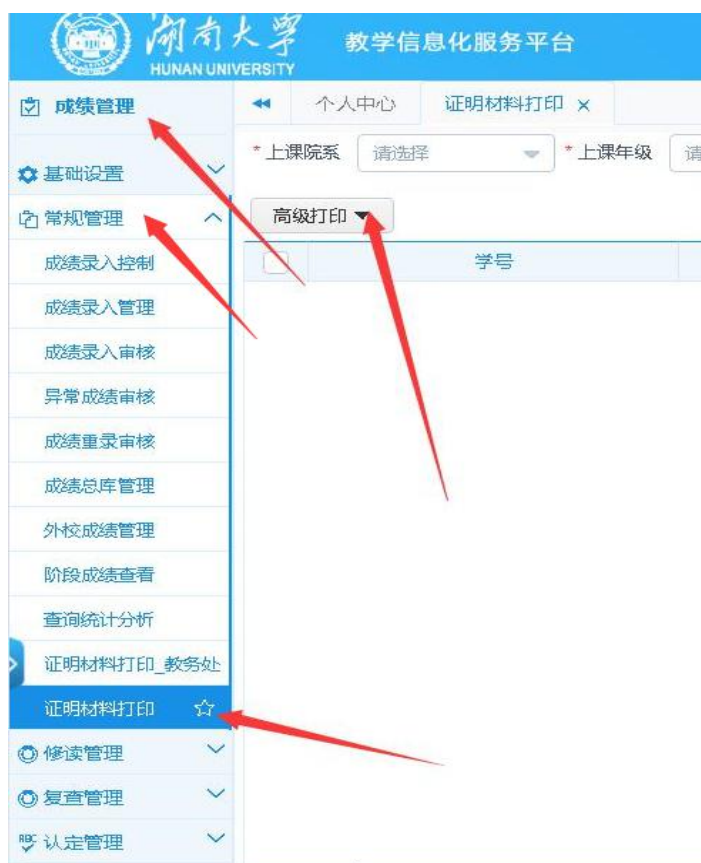 湖南大学
HUNAN UNIVERSITY
教学信息化服务平台
成绩管理
个人中心
证明材料打印 ×
* 上课院系 请选择
* 上课年级 请
基础设置
常规管理
高级打印
学号
成绩录入控制
成绩录入管理
成绩录入审核
异常成绩审核
成绩重录审核
成绩总库管理
外校成绩管理
阶段成绩查看
查询统计分析
证明材料打印_教务处
证明材料打印
修读管理
复查管理
ABC 认定管理